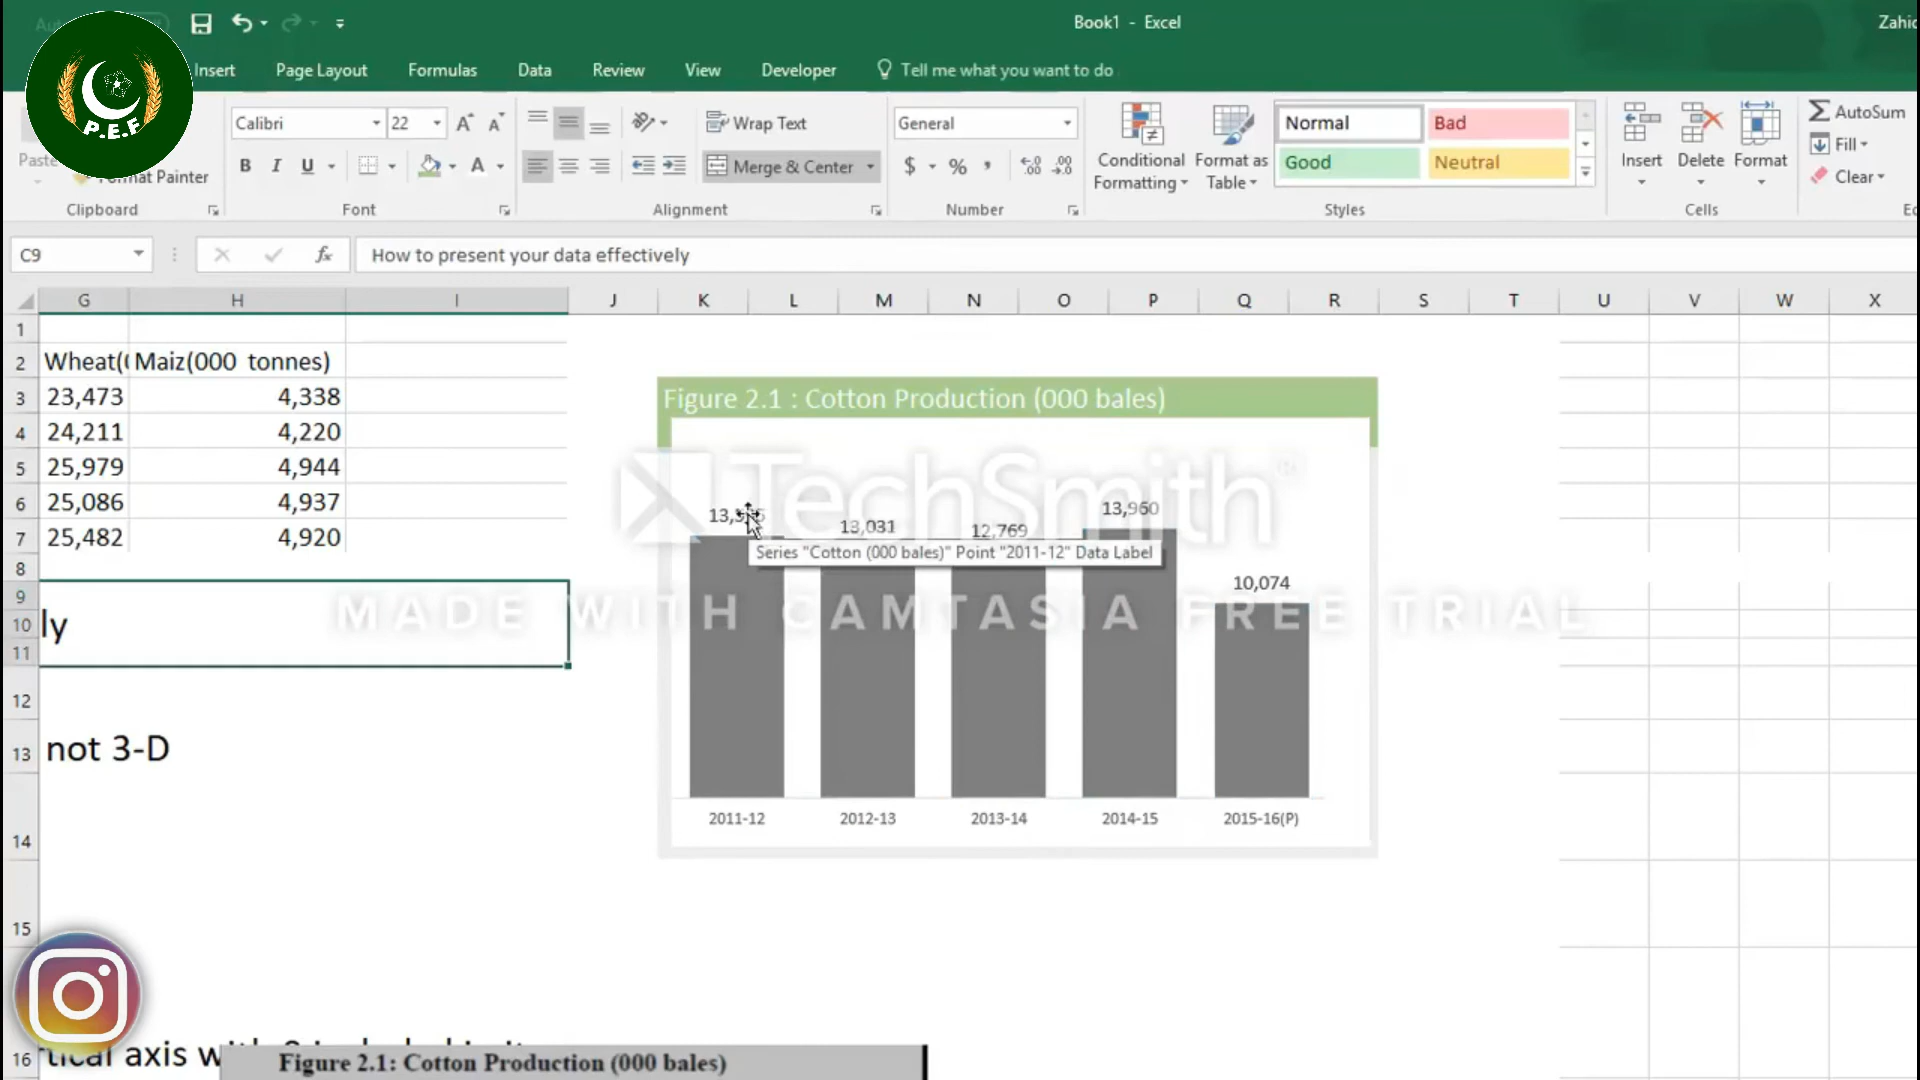 Book1 - Excel
Insert Page Layout Formulas Data Review View Developer Tell me what you want to do
P.E.F
Calibri 22 Wrap Text General Normal Bad AutoSum
Conditional Formatting Format as Table Insert Delete Format Fill
B I U Merge & Center $ % Good Neutral Clear
Format Painter
Clipboard Font Alignment Number Styles Cells
C9 fx How to present your data effectively
G H I J K L M N O P Q R S T U V W X
1
2 Maiz(000 tonnes)
3 23,473 4,338
4 24,211 4,220
5 25,979 4,944
6 25,086 4,937
7 25,482 4,920
8
9
10 ly
11
12
13 not 3-D
14
15
16 axis
Figure 2.1 : Cotton Production (000 bales)
TechSmith
13,031 12,769 13,960
Series "Cotton (000 bales)" Point "2011-12" Data Label
10,074
MADE WITH CAMTASIA FREE TRIAL
2011-12 2012-13 2013-14 2014-15 2015-16(P)
Figure 2.1: Cotton Production (000 bales)